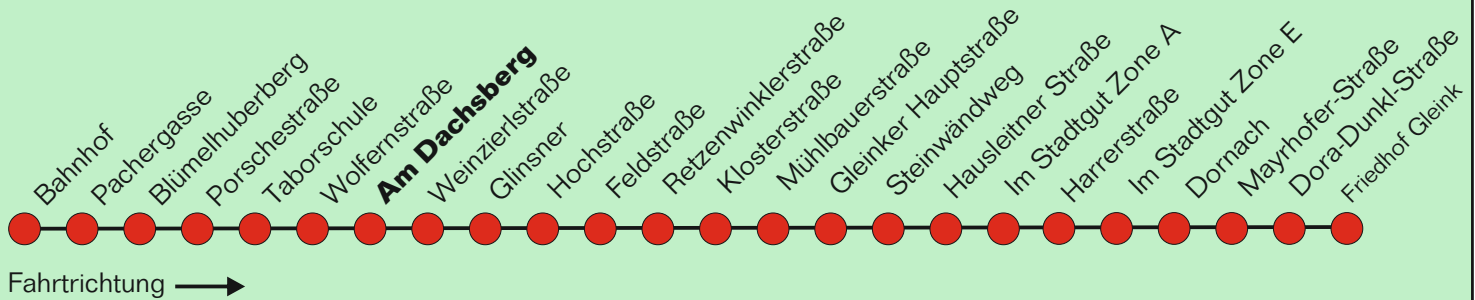 Bahnhof
Pachergasse
Blümelhuberberg
Porschestraße
Taborschule
Wolfernstraße
Am Dachsberg
Weinzierlstraße
Glinsner
Hochstraße
Feldstraße
Retzenwinklerstraße
Klosterstraße
Mühlbauerstraße
Gleinker Hauptstraße
Steinwändweg
Hausleitner Straße
Im Stadtgut Zone A
Harrerstraße
Im Stadtgut Zone E
Dornach
Mayrhofer-Straße
Dora-Dunkl-Straße
Friedhof Gleink
Fahrtrichtung